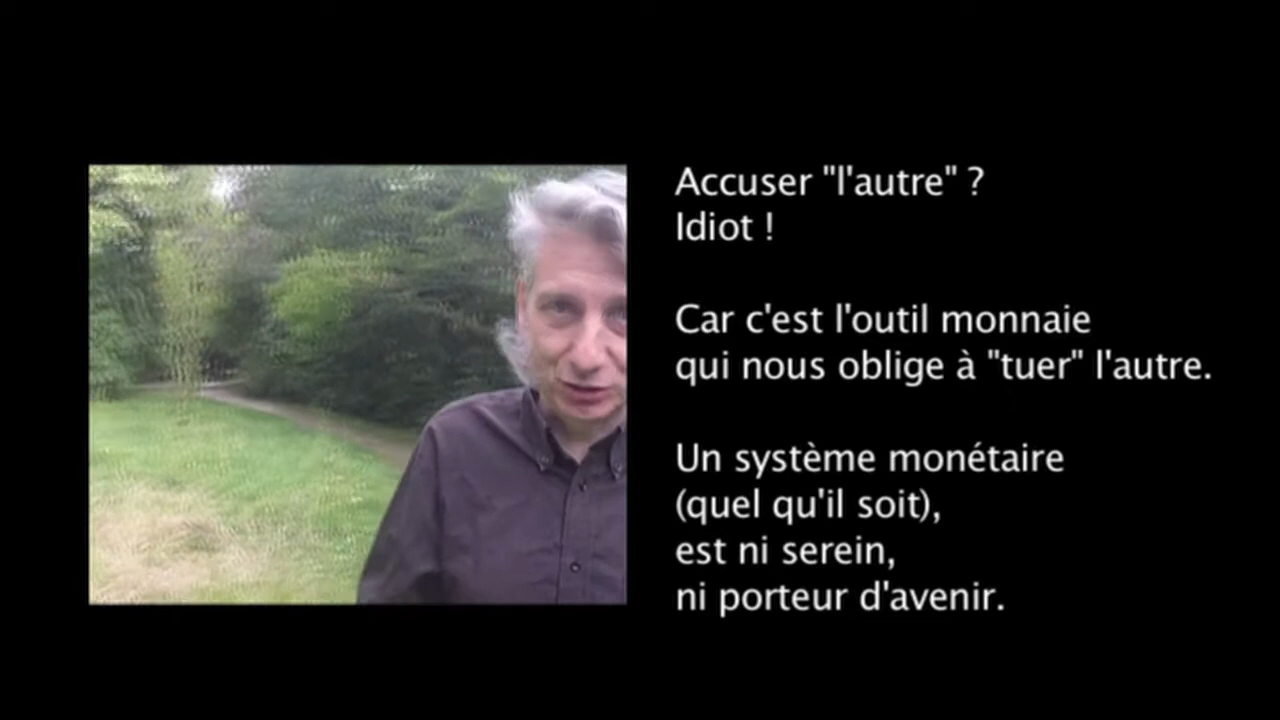 Accuser "l'autre" ?
Idiot !
Car c'est l'outil monnaie
qui nous oblige à "tuer" l'autre.
Un système monétaire
(quel qu'il soit),
est ni serein,
ni porteur d'avenir.